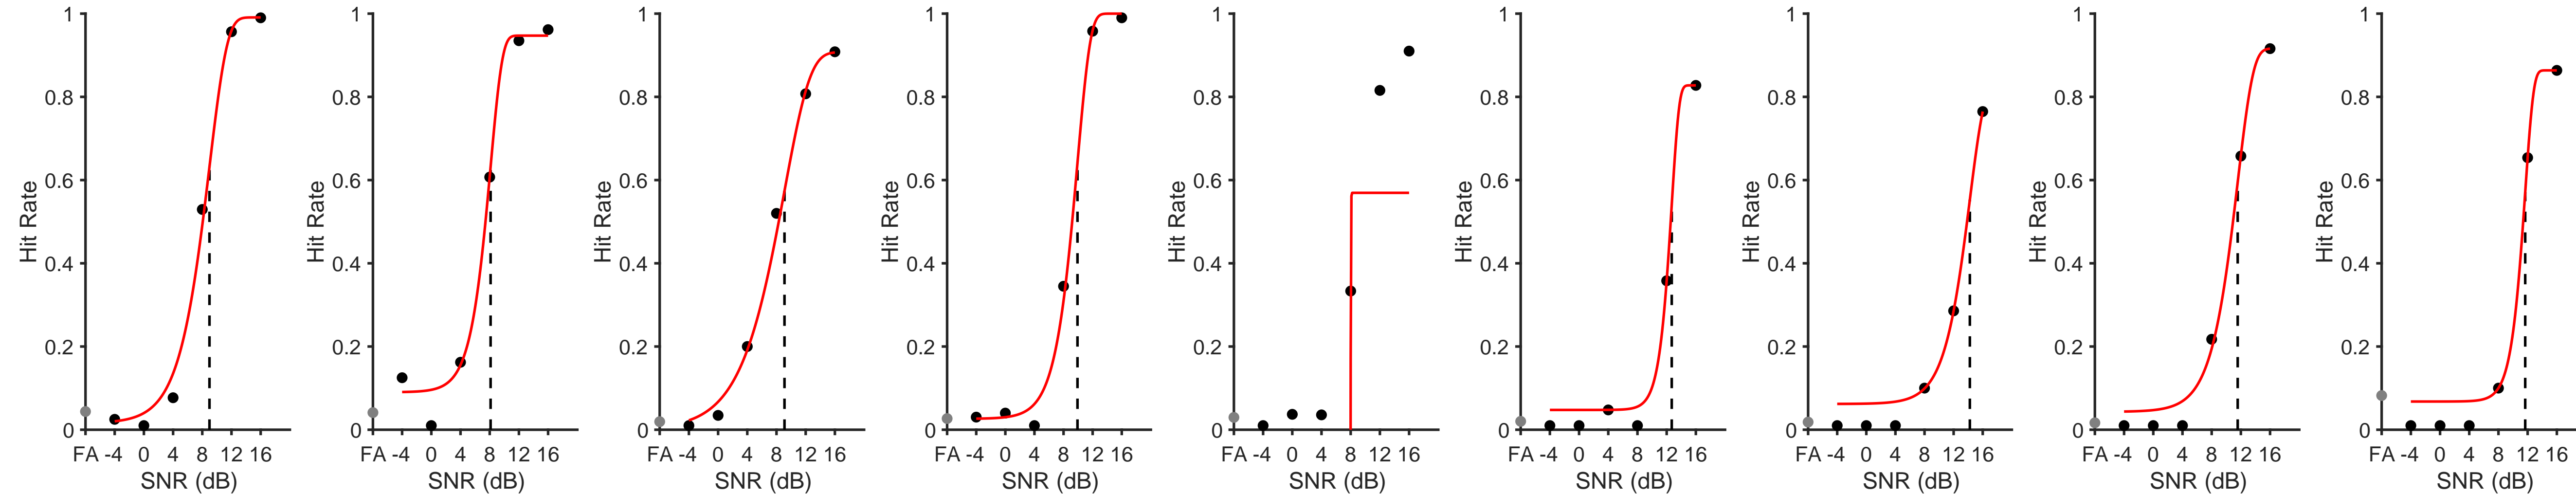 1 1 1 1 1 1 1 1 1
0.8 0.8 0.8 0.8 0.8 0.8 0.8 0.8 0.8
0.6 0.6 0.6 0.6 0.6 0.6 0.6 0.6 0.6
Hit Rate Hit Rate Hit Rate Hit Rate Hit Rate Hit Rate Hit Rate Hit Rate Hit Rate
0.4 0.4 0.4 0.4 0.4 0.4 0.4 0.4 0.4
0.2 0.2 0.2 0.2 0.2 0.2 0.2 0.2 0.2
0 0 0 0 0 0 0 0 0
FA -4 0 4 8 12 16 FA -4 0 4 8 12 16 FA -4 0 4 8 12 16 FA -4 0 4 8 12 16 FA -4 0 4 8 12 16 FA -4 0 4 8 12 16 FA -4 0 4 8 12 16 FA -4 0 4 8 12 16 FA -4 0 4 8 12 16
SNR (dB) SNR (dB) SNR (dB) SNR (dB) SNR (dB) SNR (dB) SNR (dB) SNR (dB) SNR (dB)